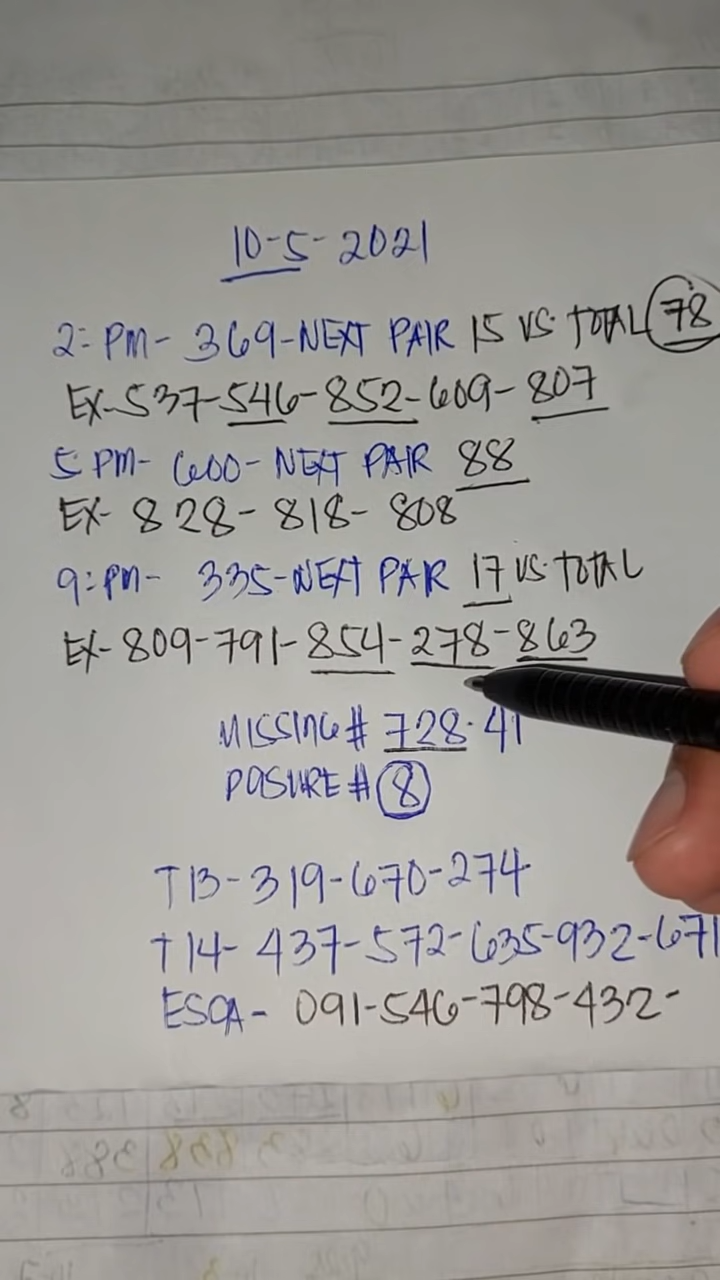 10-5-2021
2:PM- 369-NEXT PAIR 15 VS. TOTAL 78
EX-537-546-852-609-807
5 PM- 600- NEXT PAIR 88
EX- 828-818-808
9:PM- 335-NEXT PAIR 17 VS. TOTAL
EX-809-791-854-278-863
MISSING# 728.41
POSURE# 8
T13-319-670-274
T14-437-572-635-932-671
ESCA- 091-546-798-432-